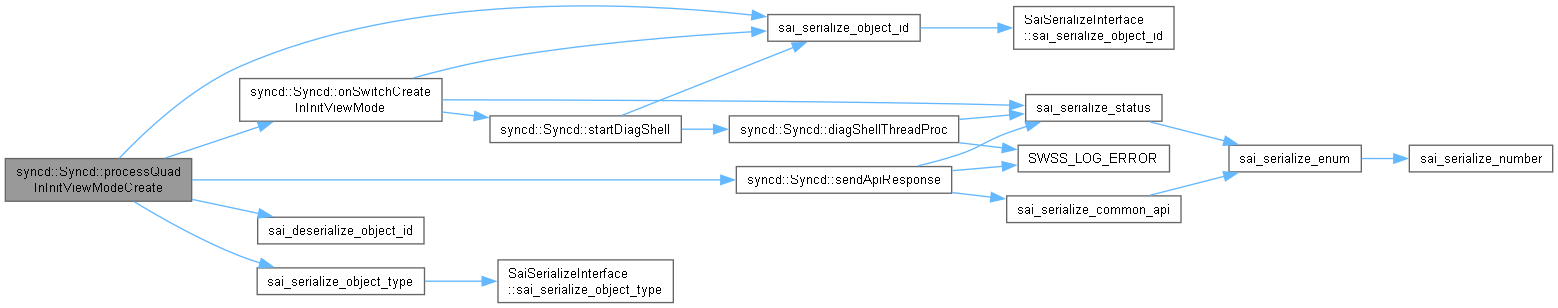 syncd::Syncd::processQuad
InInitViewModeCreate
syncd::Syncd::onSwitchCreate
InInitViewMode
sai_serialize_object_id
SaiSerializeInterface
::sai_serialize_object_id
syncd::Syncd::startDiagShell
syncd::Syncd::diagShellThreadProc
sai_serialize_status
SWSS_LOG_ERROR
sai_serialize_enum
sai_serialize_number
syncd::Syncd::sendApiResponse
sai_serialize_common_api
sai_deserialize_object_id
sai_serialize_object_type
SaiSerializeInterface
::sai_serialize_object_type